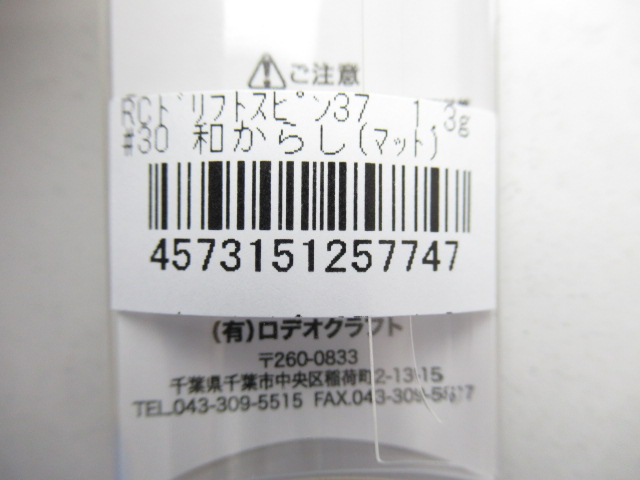 ご注意
RCドリフトスピン37 1.3g
#30 和からし(マット)
4573151257747
(有)ロデオクラフト
〒260-0833
千葉県千葉市中央区稲荷町2-13-15
TEL.043-309-5515 FAX.043-309-5517